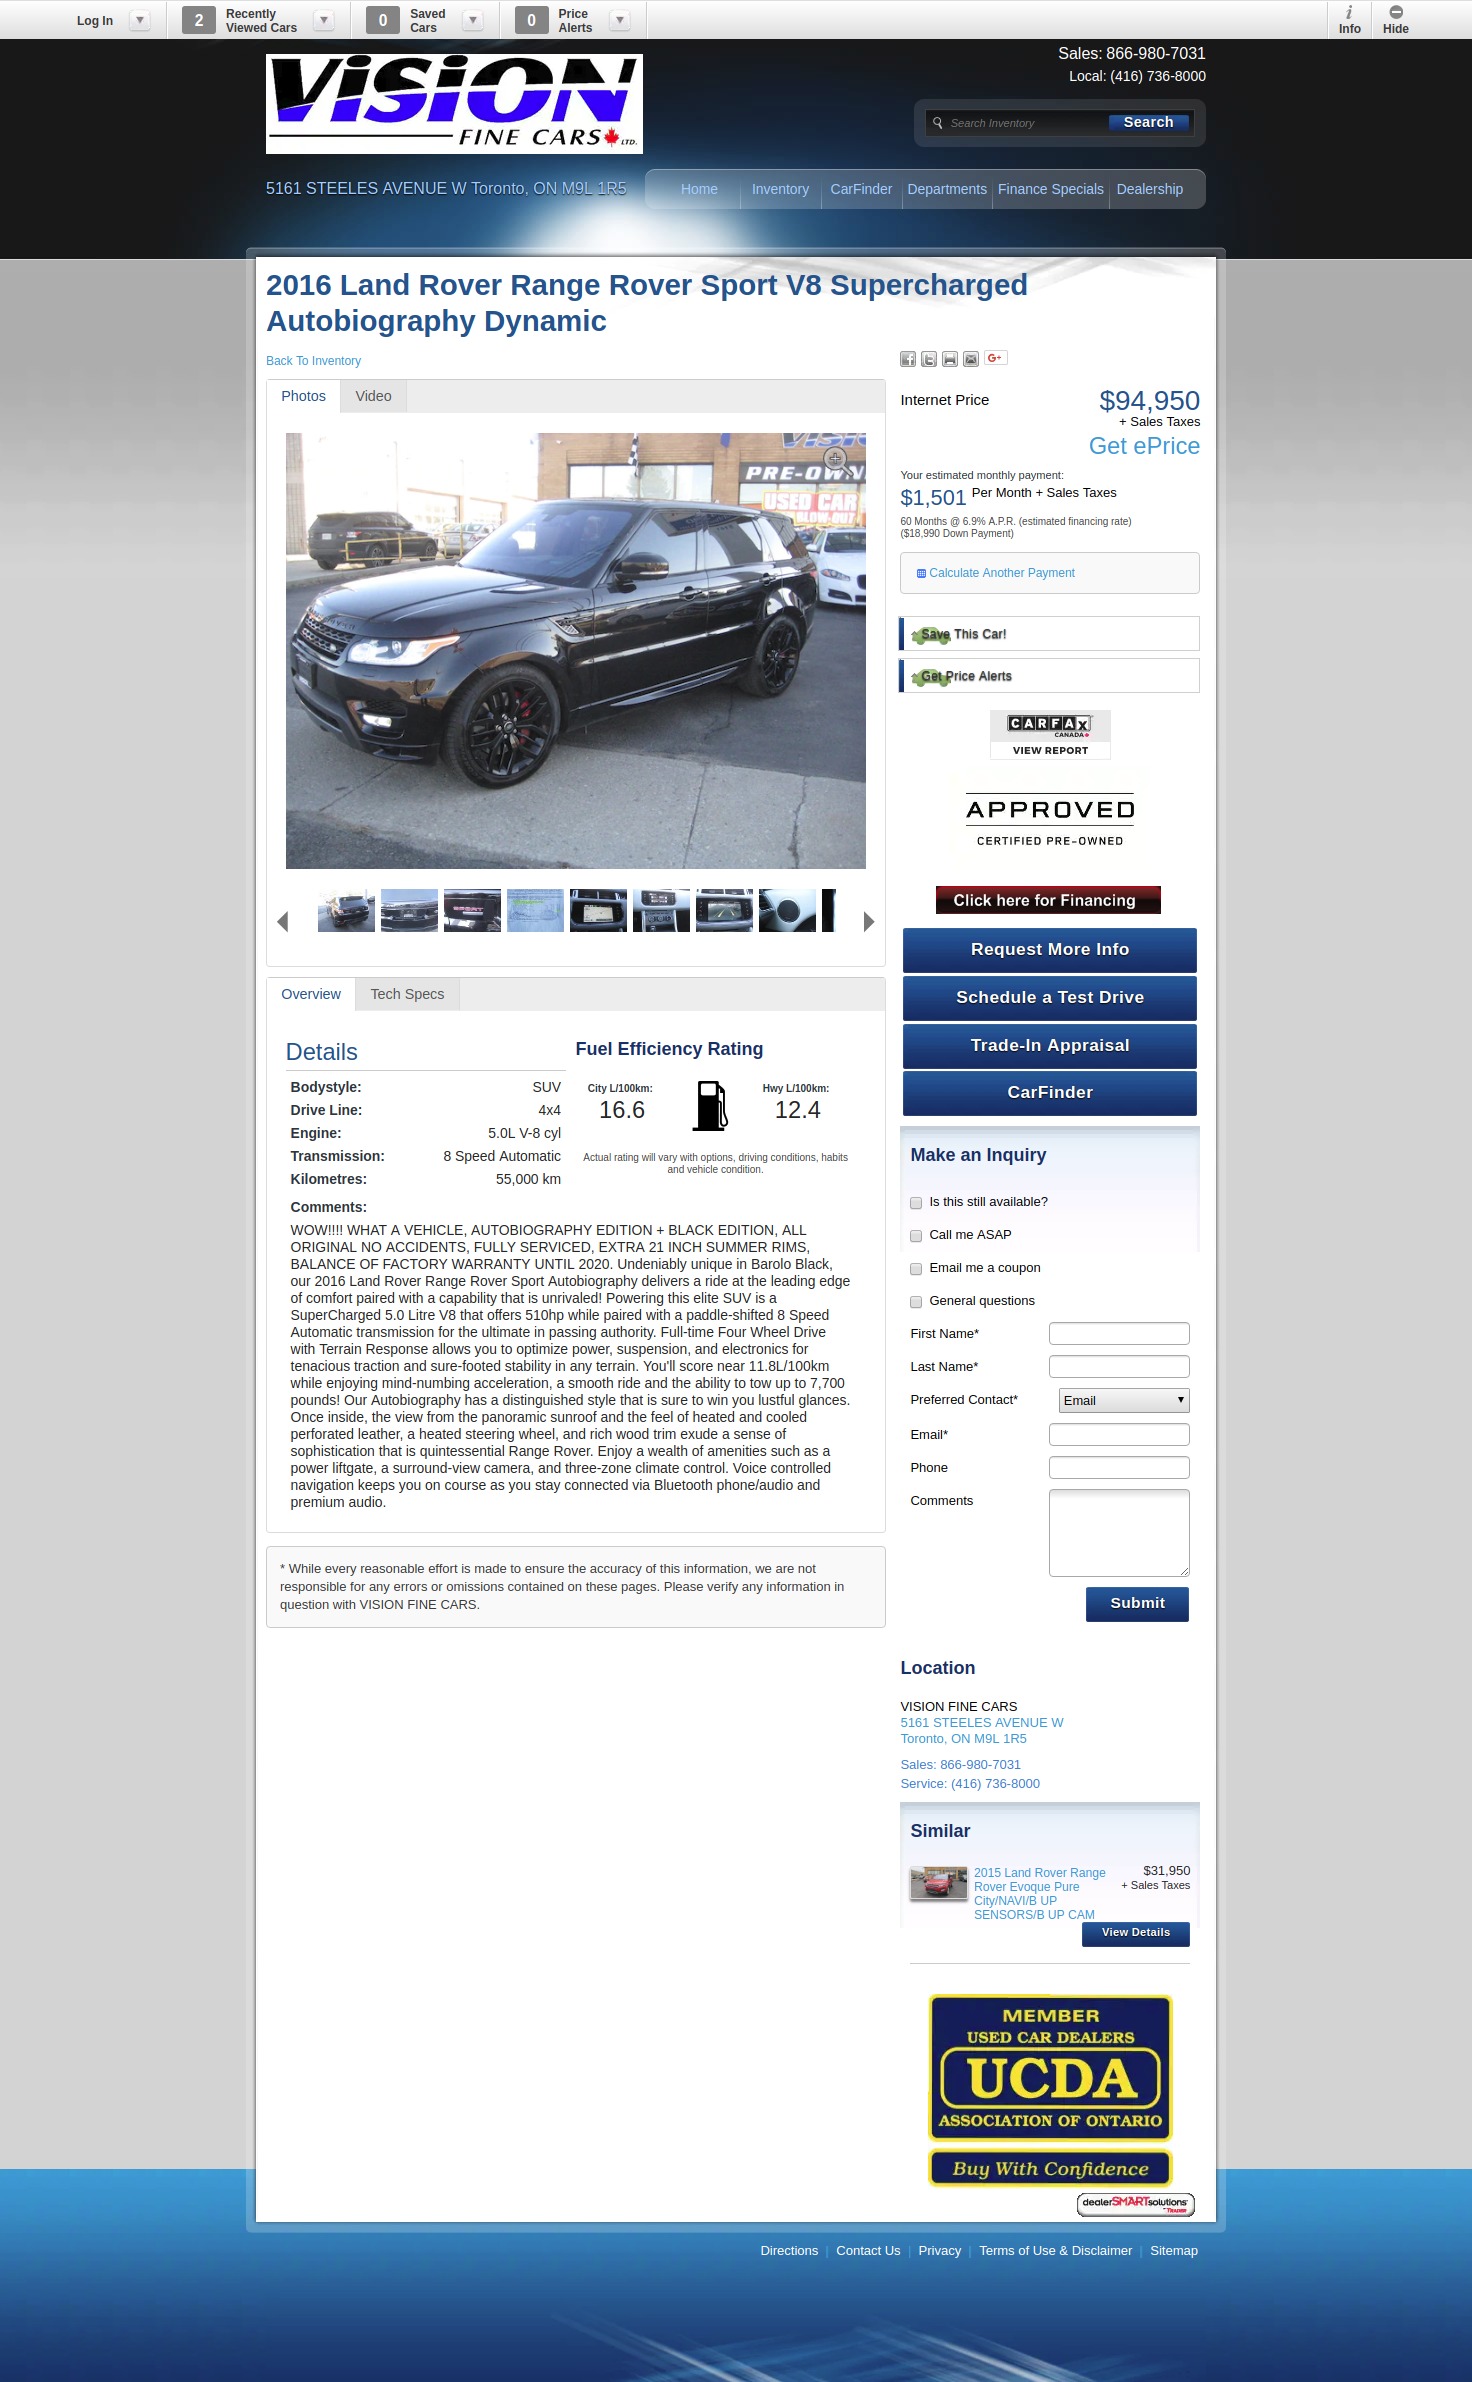 Log In
2
Recently
Viewed Cars
0
Saved
Cars
0
Price
Alerts
Info
Hide
VISION
FINE CARS LTD.
Sales: 866-980-7031
Local: (416) 736-8000
Search Inventory
Search
5161 STEELES AVENUE W Toronto, ON M9L 1R5
Home Inventory CarFinder Departments Finance Specials Dealership
2016 Land Rover Range Rover Sport V8 Supercharged
Autobiography Dynamic
Back To Inventory
G+
Photos Video
VISION
PRE-OWN
USED CAR
BLOW-OUT
Overview Tech Specs
Details
Bodystyle: SUV
Drive Line: 4x4
Engine: 5.0L V-8 cyl
Transmission: 8 Speed Automatic
Kilometres: 55,000 km
Fuel Efficiency Rating
City L/100km: Hwy L/100km:
16.6 12.4
Actual rating will vary with options, driving conditions, habits
and vehicle condition.
Comments:
WOW!!!! WHAT A VEHICLE, AUTOBIOGRAPHY EDITION + BLACK EDITION, ALL
ORIGINAL NO ACCIDENTS, FULLY SERVICED, EXTRA 21 INCH SUMMER RIMS,
BALANCE OF FACTORY WARRANTY UNTIL 2020. Undeniably unique in Barolo Black,
our 2016 Land Rover Range Rover Sport Autobiography delivers a ride at the leading edge
of comfort paired with a capability that is unrivaled! Powering this elite SUV is a
SuperCharged 5.0 Litre V8 that offers 510hp while paired with a paddle-shifted 8 Speed
Automatic transmission for the ultimate in passing authority. Full-time Four Wheel Drive
with Terrain Response allows you to optimize power, suspension, and electronics for
tenacious traction and sure-footed stability in any terrain. You'll score near 11.8L/100km
while enjoying mind-numbing acceleration, a smooth ride and the ability to tow up to 7,700
pounds! Our Autobiography has a distinguished style that is sure to win you lustful glances.
Once inside, the view from the panoramic sunroof and the feel of heated and cooled
perforated leather, a heated steering wheel, and rich wood trim exude a sense of
sophistication that is quintessential Range Rover. Enjoy a wealth of amenities such as a
power liftgate, a surround-view camera, and three-zone climate control. Voice controlled
navigation keeps you on course as you stay connected via Bluetooth phone/audio and
premium audio.
* While every reasonable effort is made to ensure the accuracy of this information, we are not
responsible for any errors or omissions contained on these pages. Please verify any information in
question with VISION FINE CARS.
Internet Price $94,950
+ Sales Taxes
Get ePrice
Your estimated monthly payment:
$1,501 Per Month + Sales Taxes
60 Months @ 6.9% A.P.R. (estimated financing rate)
($18,990 Down Payment)
Calculate Another Payment
Save This Car!
Get Price Alerts
CARFAX
CANADA
VIEW REPORT
APPROVED
CERTIFIED PRE-OWNED
Click here for Financing
Request More Info
Schedule a Test Drive
Trade-In Appraisal
CarFinder
Make an Inquiry
Is this still available?
Call me ASAP
Email me a coupon
General questions
First Name*
Last Name*
Preferred Contact* Email
Email*
Phone
Comments
Submit
Location
VISION FINE CARS
5161 STEELES AVENUE W
Toronto, ON M9L 1R5
Sales: 866-980-7031
Service: (416) 736-8000
Similar
2015 Land Rover Range
Rover Evoque Pure
City/NAVI/B UP
SENSORS/B UP CAM
$31,950
+ Sales Taxes
View Details
MEMBER
USED CAR DEALERS
UCDA
ASSOCIATION OF ONTARIO
Buy With Confidence
dealerSMARTsolutions
Directions | Contact Us | Privacy | Terms of Use & Disclaimer | Sitemap